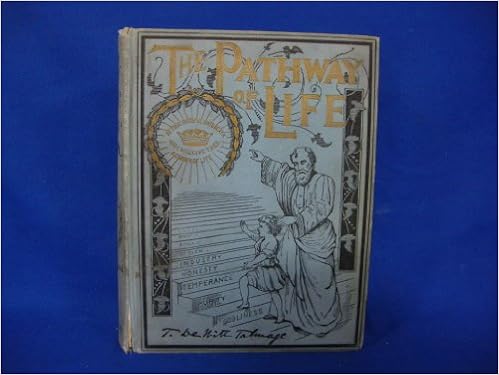 THE PATHWAY
OF LIFE
INDUSTRY
HONESTY
TEMPERANCE
GODLINESS
T. De Witt Talmage